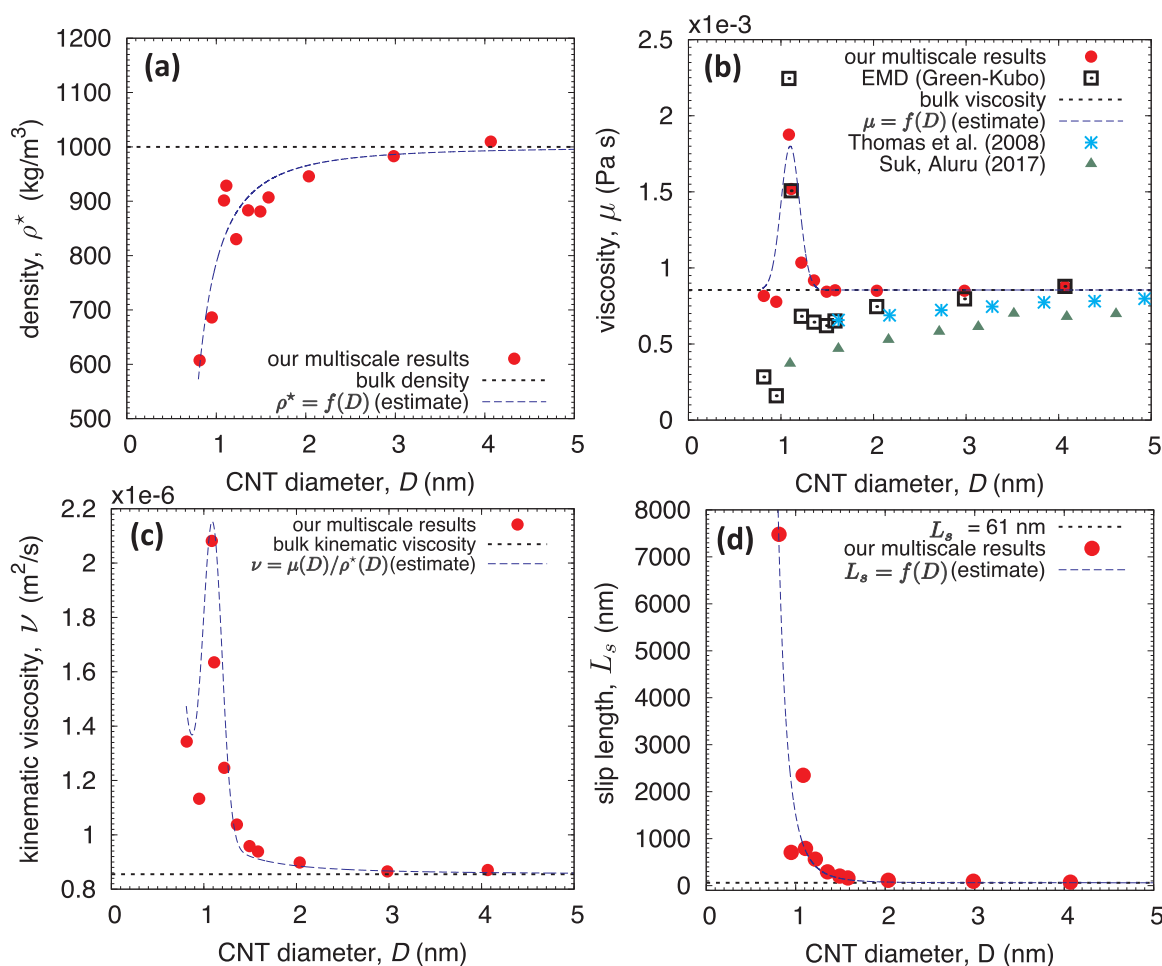 (a)
1200
1100
1000
900
800
700
600
500
density, ρ* (kg/m³)
our multiscale results
bulk density
ρ* = f(D) (estimate)
0 1 2 3 4 5
CNT diameter, D (nm)
x1e-3
(b)
2.5
2
1.5
1
0.5
0
viscosity, μ (Pa s)
our multiscale results
EMD (Green-Kubo)
bulk viscosity
μ = f(D) (estimate)
Thomas et al. (2008)
Suk, Aluru (2017)
0 1 2 3 4 5
CNT diameter, D (nm)
x1e-6
(c)
2.2
2
1.8
1.6
1.4
1.2
1
0.8
kinematic viscosity, ν (m²/s)
our multiscale results
bulk kinematic viscosity
ν = μ(D)/ρ*(D)(estimate)
0 1 2 3 4 5
CNT diameter, D (nm)
(d)
8000
7000
6000
5000
4000
3000
2000
1000
0
slip length, Lₛ (nm)
Lₛ = 61 nm
our multiscale results
Lₛ = f(D)(estimate)
0 1 2 3 4 5
CNT diameter, D (nm)